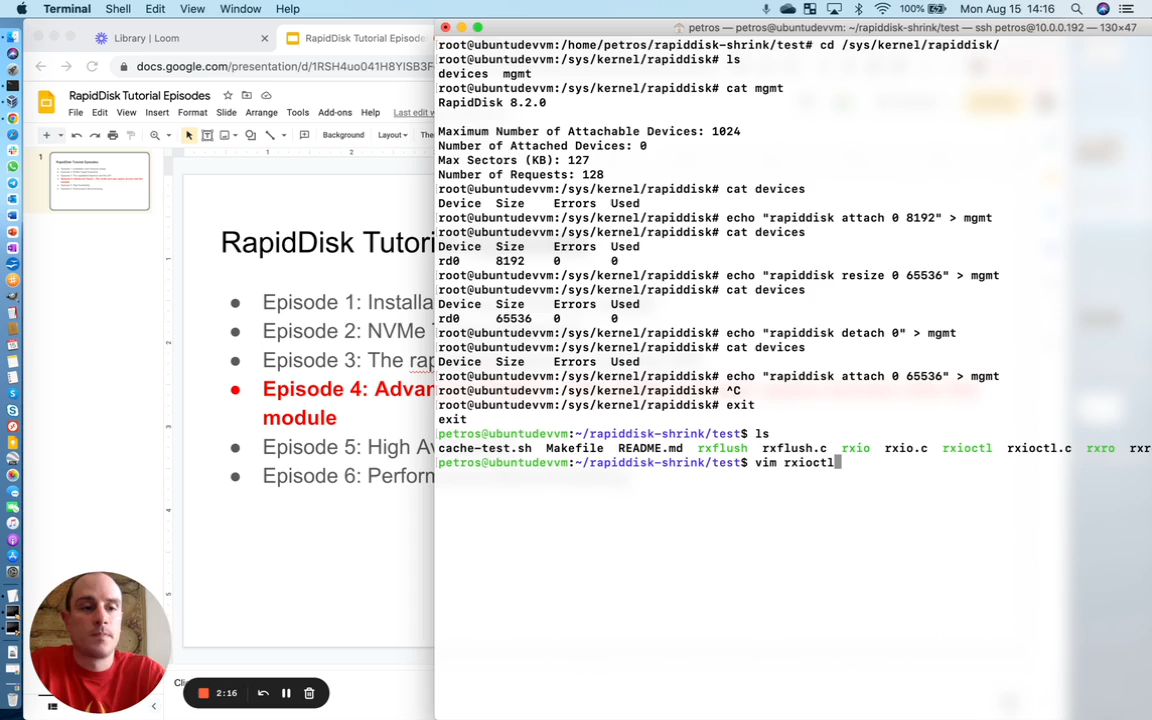 Terminal Shell Edit View Window Help 100% Mon Aug 15 14:16
Library | Loom
RapidDisk Tutorial Episodes
docs.google.com/presentation/d/1RSH4uo041H8YISB3F
RapidDisk Tutorial Episodes
File Edit View Insert Format Slide Arrange Tools Add-ons Help Last edit w
Background Layout The
1 2
1
RapidDisk Tutori
Episode 1: Installa
Episode 2: NVMe T
Episode 3: The rap
Episode 4: Advan
module
Episode 5: High Av
Episode 6: Perform
2:16
petros — petros@ubuntudevvm: ~/rapiddisk-shrink/test — ssh petros@10.0.0.192 — 130×47
root@ubuntudevvm:/home/petros/rapiddisk-shrink/test# cd /sys/kernel/rapiddisk/
root@ubuntudevvm:/sys/kernel/rapiddisk# ls
devices  mgmt
root@ubuntudevvm:/sys/kernel/rapiddisk# cat mgmt
RapidDisk 8.2.0
Maximum Number of Attachable Devices: 1024
Number of Attached Devices: 0
Max Sectors (KB): 127
Number of Requests: 128
root@ubuntudevvm:/sys/kernel/rapiddisk# cat devices
Device  Size    Errors  Used
root@ubuntudevvm:/sys/kernel/rapiddisk# echo "rapiddisk attach 0 8192" > mgmt
root@ubuntudevvm:/sys/kernel/rapiddisk# cat devices
Device  Size    Errors  Used
rd0     8192    0       0
root@ubuntudevvm:/sys/kernel/rapiddisk# echo "rapiddisk resize 0 65536" > mgmt
root@ubuntudevvm:/sys/kernel/rapiddisk# cat devices
Device  Size    Errors  Used
rd0     65536   0       0
root@ubuntudevvm:/sys/kernel/rapiddisk# echo "rapiddisk detach 0" > mgmt
root@ubuntudevvm:/sys/kernel/rapiddisk# cat devices
Device  Size    Errors  Used
root@ubuntudevvm:/sys/kernel/rapiddisk# echo "rapiddisk attach 0 65536" > mgmt
root@ubuntudevvm:/sys/kernel/rapiddisk# ^C
root@ubuntudevvm:/sys/kernel/rapiddisk# exit
exit
petros@ubuntudevvm:~/rapiddisk-shrink/test$ ls
cache-test.sh  Makefile  README.md  rxflush  rxflush.c  rxio  rxio.c  rxioctl  rxioctl.c  rxro  rxr
petros@ubuntudevvm:~/rapiddisk-shrink/test$ vim rxioctl